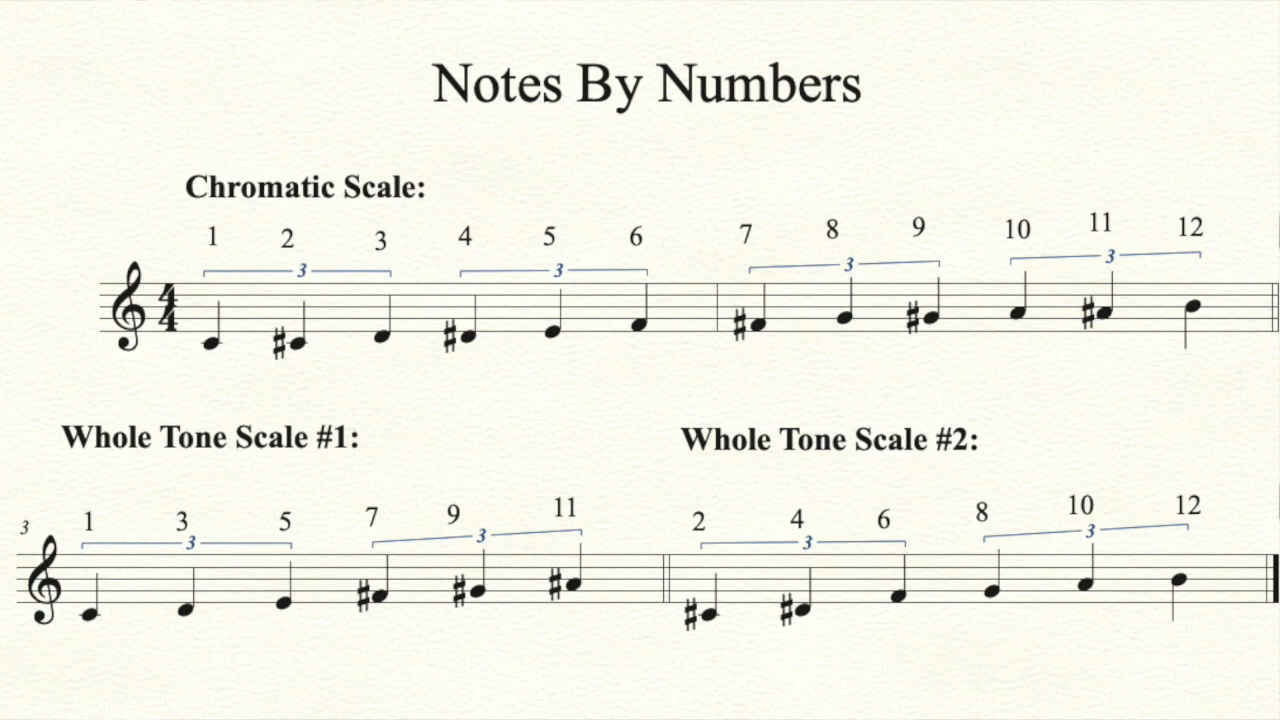 Notes By Numbers
Chromatic Scale:
1 2 3 4 5 6 7 8 9 10 11 12
3 3 3 3
4
4
Whole Tone Scale #1: Whole Tone Scale #2:
1 3 5 7 9 11 2 4 6 8 10 12
3 3 3 3 3